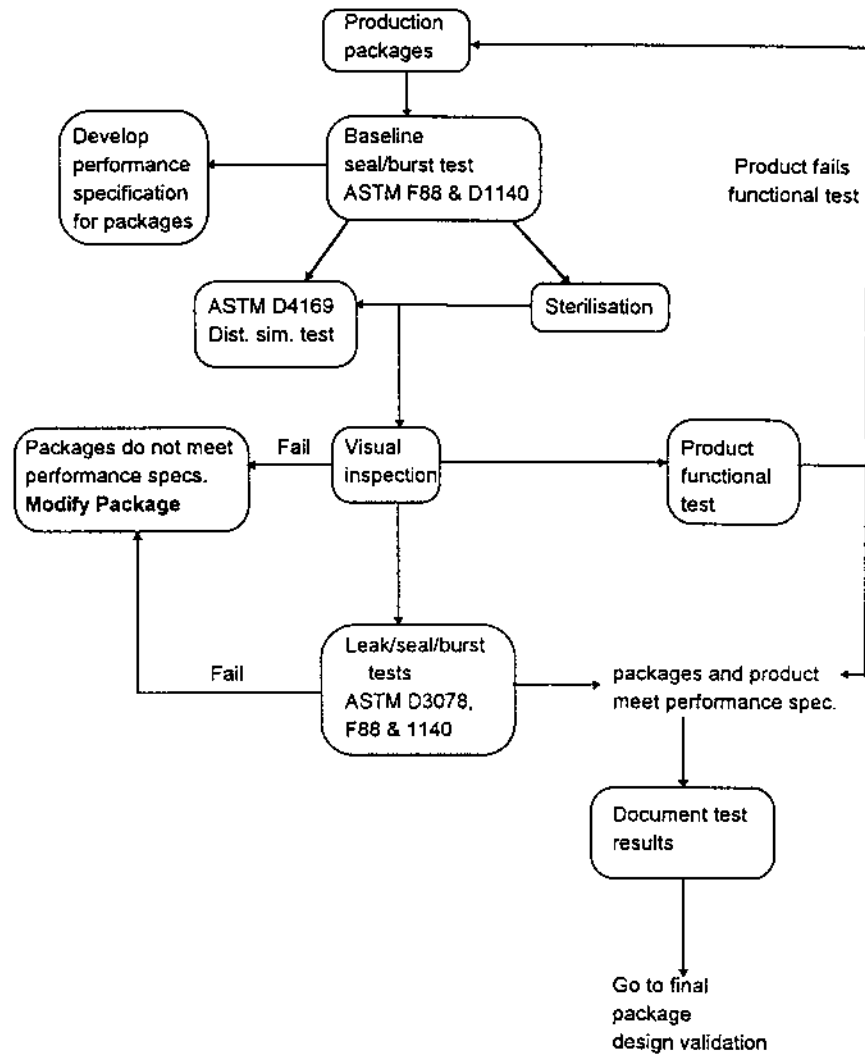 Production
packages
Develop
performance
specification
for packages
Baseline
seal/burst test
ASTM F88 & D1140
Product fails
functional test
ASTM D4169
Dist. sim. test
Sterilisation
Packages do not meet
performance specs.
Modify Package
Fail
Visual
inspection
Product
functional
test
Fail
Leak/seal/burst
tests
ASTM D3078,
F88 & 1140
packages and product
meet performance spec.
Document test
results
Go to final
package
design validation